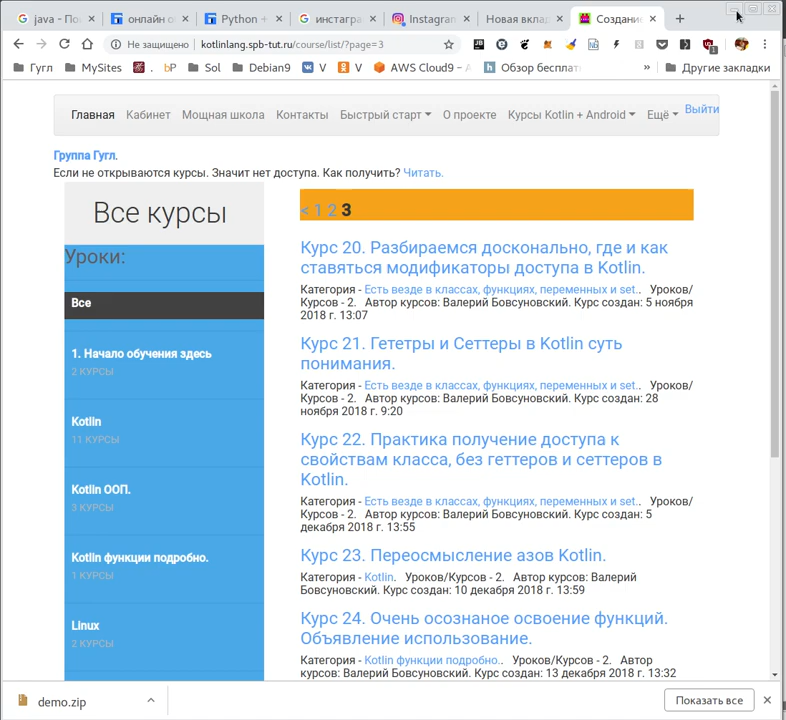 java - По
онлайн о
Python +
инстагра
Instagran
Новая вкла
Создани
Не защищено
kotlinlang.spb-tut.ru/course/list/?page=3
Гугл
MySites
.
bP
Sol
Debian9
V
V
AWS Cloud9 –
Обзор бесплат
»
Другие закладки
Главная Кабинет Мощная школа Контакты Быстрый старт О проекте Курсы Kotlin + Android Ещё Выйти
Группа Гугл.
Если не открываются курсы. Значит нет доступа. Как получить? Читать.
Все курсы
Уроки:
Все
1. Начало обучения здесь
2 КУРСЫ
Kotlin
11 КУРСЫ
Kotlin ООП.
3 КУРСЫ
Kotlin функции подробно.
1 КУРСЫ
Linux
2 КУРСЫ
< 1 2 3
Курс 20. Разбираемся досконально, где и как
ставяться модификаторы доступа в Kotlin.
Категория - Есть везде в классах, функциях, переменных и set.. Уроков/
Курсов - 2. Автор курсов: Валерий Бовсуновский. Курс создан: 5 ноября
2018 г. 13:07
Курс 21. Гететры и Сеттеры в Kotlin суть
понимания.
Категория - Есть везде в классах, функциях, переменных и set.. Уроков/
Курсов - 2. Автор курсов: Валерий Бовсуновский. Курс создан: 28
ноября 2018 г. 9:20
Курс 22. Практика получение доступа к
свойствам класса, без геттеров и сеттеров в
Kotlin.
Категория - Есть везде в классах, функциях, переменных и set.. Уроков/
Курсов - 2. Автор курсов: Валерий Бовсуновский. Курс создан: 5
декабря 2018 г. 13:55
Курс 23. Переосмысление азов Kotlin.
Категория - Kotlin. Уроков/Курсов - 2. Автор курсов: Валерий
Бовсуновский. Курс создан: 10 декабря 2018 г. 13:59
Курс 24. Очень осознаное освоение функций.
Объявление использование.
Категория - Kotlin функции подробно.. Уроков/Курсов - 2. Автор
курсов: Валерий Бовсуновский. Курс создан: 13 декабря 2018 г. 13:32
demo.zip
Показать все